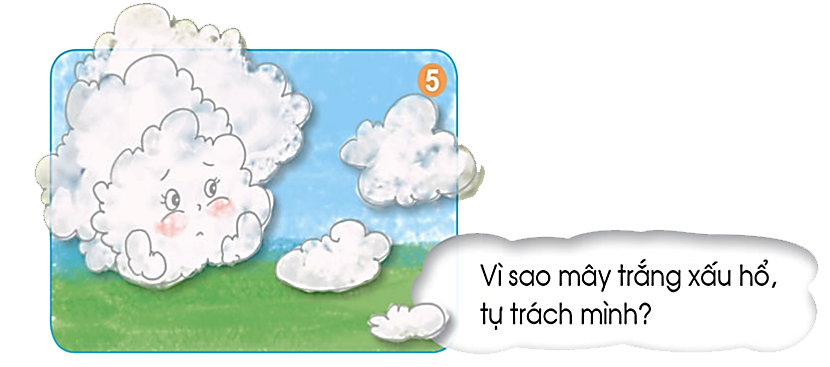 5
Vì sao mây trắng xấu hổ,
tự trách mình?